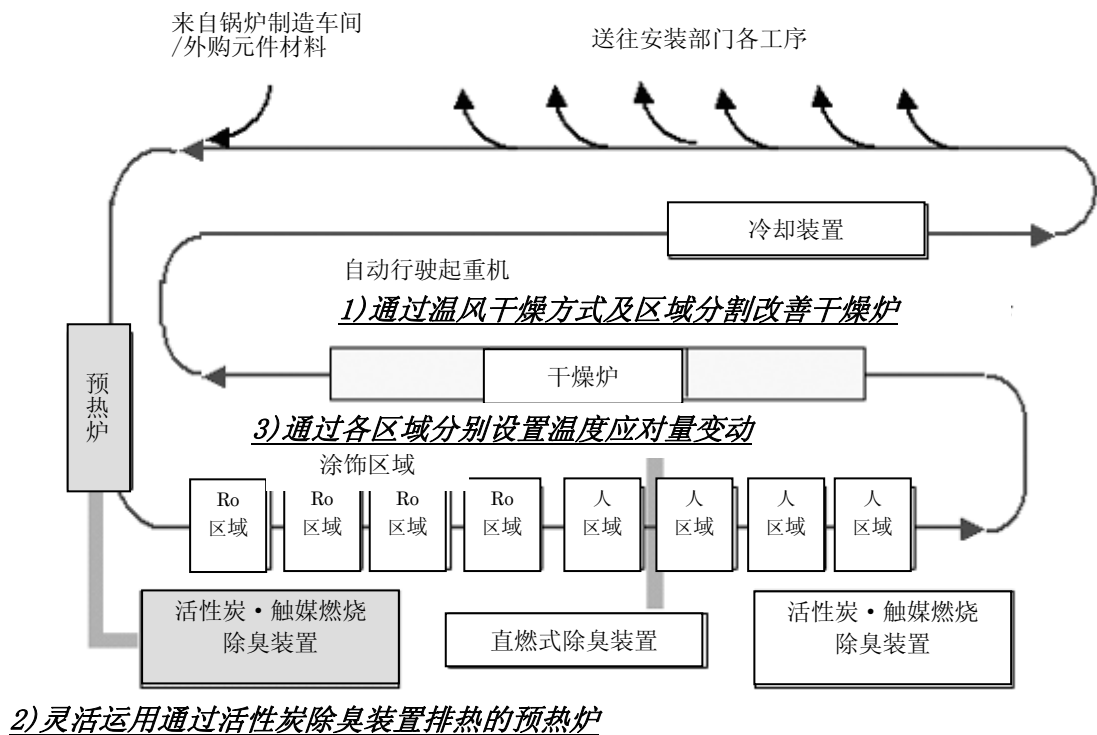 来自锅炉制造车间
/外购元件材料
送往安装部门各工序
冷却装置
自动行驶起重机
1)通过温风干燥方式及区域分割改善干燥炉
预热炉
干燥炉
3)通过各区域分别设置温度应对量变动
涂饰区域
Ro
区域
Ro
区域
Ro
区域
Ro
区域
人
区域
人
区域
人
区域
人
区域
活性炭・触媒燃烧
除臭装置
直燃式除臭装置
活性炭・触媒燃烧
除臭装置
2)灵活运用通过活性炭除臭装置排热的预热炉